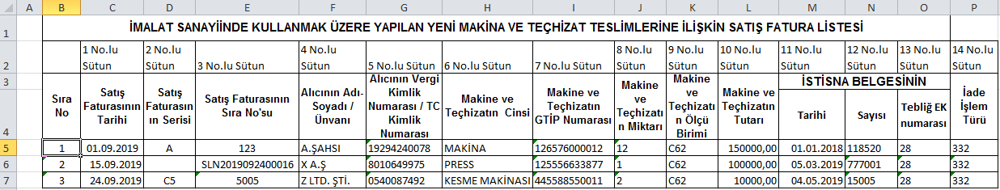 A B C D E F G H I J K L M N O P
1 İMALAT SANAYİİNDE KULLANMAK ÜZERE YAPILAN YENİ MAKİNA VE TEÇHİZAT TESLİMLERİNE İLİŞKİN SATIŞ FATURA LİSTESİ
2 1 No.lu Sütun 2 No.lu Sütun 3 No.lu Sütun 4 No.lu Sütun 5 No.lu Sütun 6 No.lu Sütun 7 No.lu Sütun 8 No.lu Sütun 9 No.lu Sütun 10 No.lu Sütun 11 No.lu Sütun 12 No.lu Sütun 13 No.lu Sütun 14 No.lu Sütun
3 İSTİSNA BELGESİNİN
4 Sıra No Satış Faturasının Tarihi Satış Faturasın ın Serisi Satış Faturasının Sıra No'su Alıcının Adı-Soyadı / Ünvanı Alıcının Vergi Kimlik Numarası / TC Kimlik Numarası Makine ve Teçhizatın Cinsi Makine ve Teçhizatın GTİP Numarası Makine ve Teçhizatı n Miktarı Makine ve Teçhizatı n Ölçü Birimi Makine ve Teçhizatın Tutarı Tarihi Sayısı Tebliğ EK numarası İade İşlem Türü
5 1 01.09.2019 A 123 A.ŞAHSI 19294240078 MAKİNA 126576000012 12 C62 150000,00 01.01.2018 118520 28 332
6 2 15.09.2019 SLN2019092400016 X A.Ş 8010649975 PRESS 125556633877 1 C62 100000,00 05.03.2019 777001 28 332
7 3 24.09.2019 C5 5005 Z LTD. ŞTİ. 0540087492 KESME MAKİNASI 445588550011 2 C62 10000,00 04.05.2019 15005 28 332